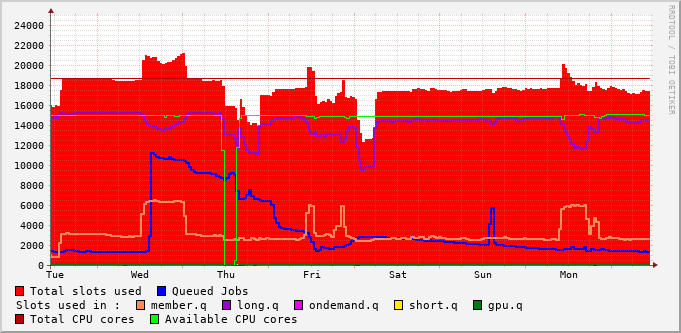 24000
22000
20000
18000
16000
14000
12000
10000
8000
6000
4000
2000
0
Tue Wed Thu Fri Sat Sun Mon
Total slots used Queued Jobs
Slots used in : member.q long.q ondemand.q short.q gpu.q
Total CPU cores Available CPU cores
RRDTOOL / TOBI OETIKER